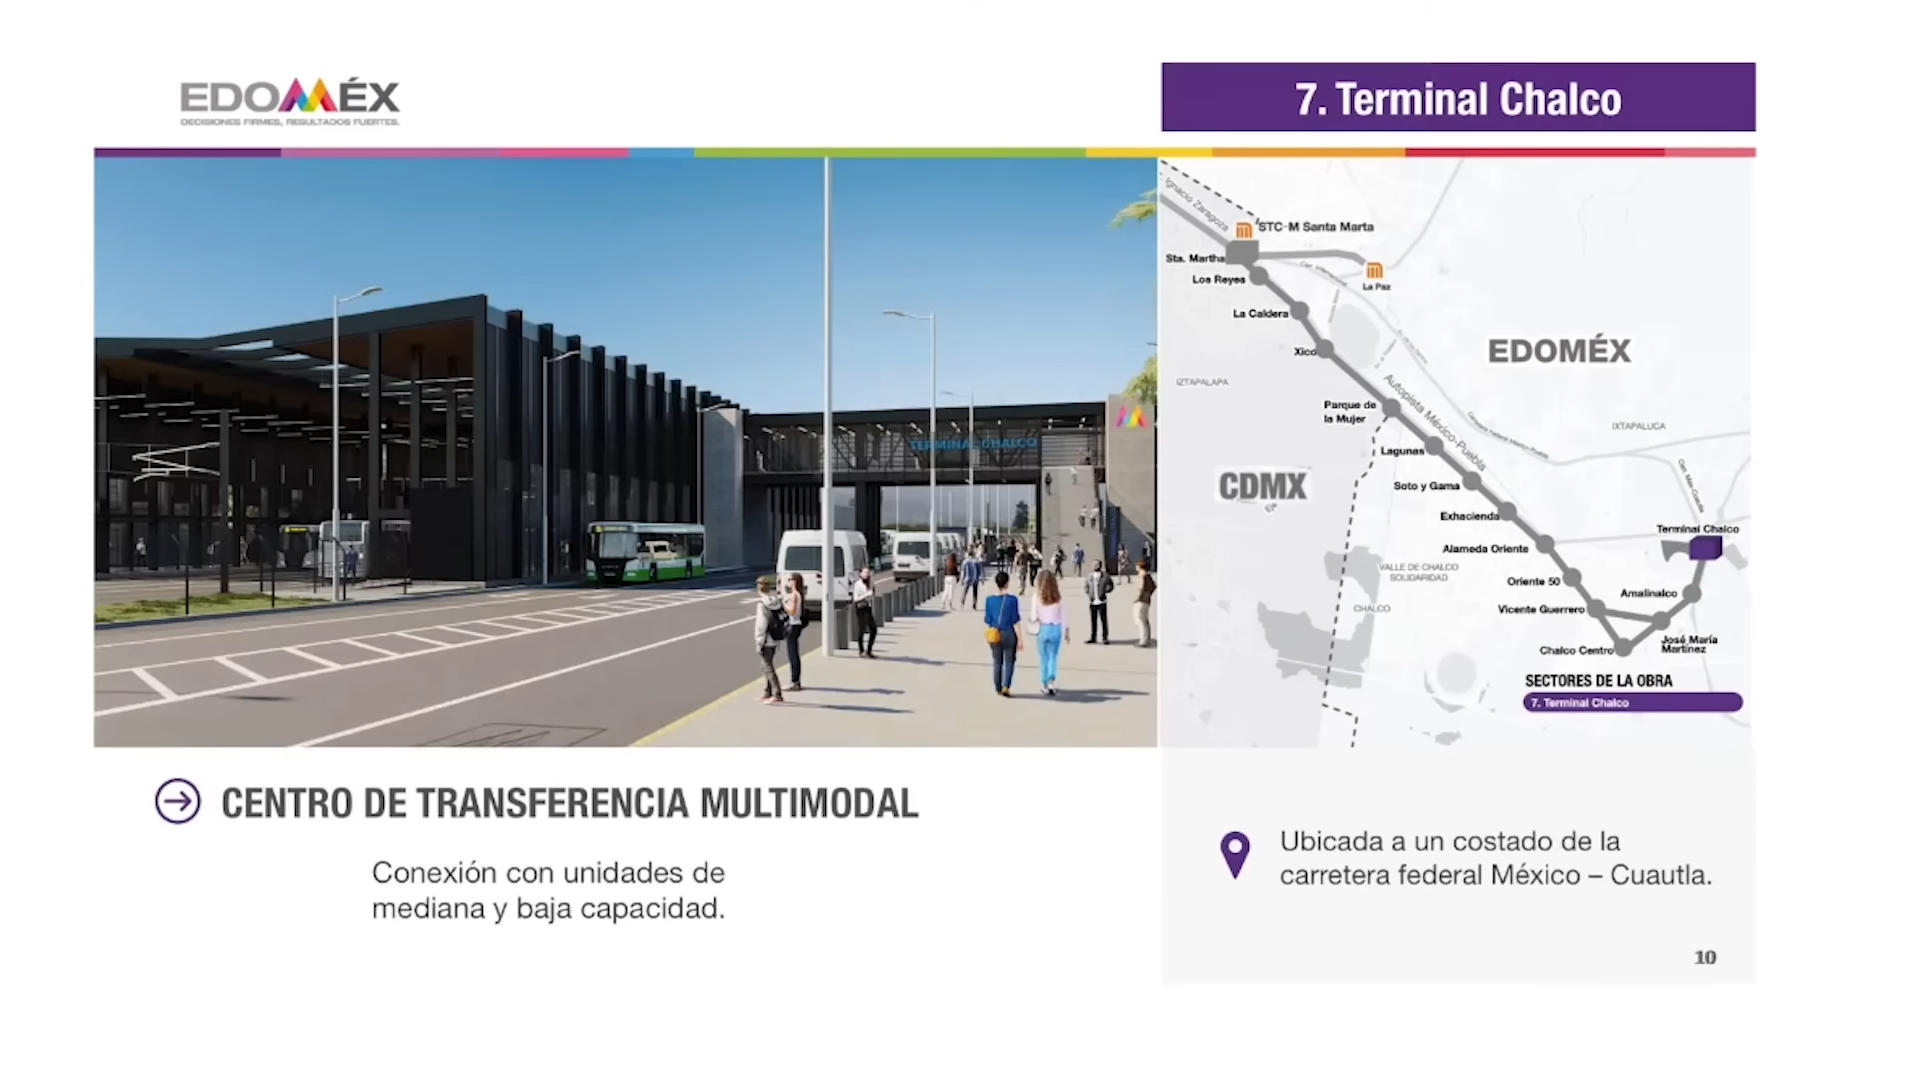 EDOMÉX
DECISIONES FIRMES, RESULTADOS FUERTES.
7. Terminal Chalco
TERMINAL CHALCO
Ignacio Zaragoza
STC-M Santa Marta
Sta. Martha
Los Reyes
La Paz
La Caldera
Xico
EDOMÉX
IZTAPALAPA
Autopista México-Puebla
Parque de
la Mujer
IXTAPALUCA
Lagunas
CDMX
Soto y Gama
Exhacienda
Terminal Chalco
Alameda Oriente
VALLE DE CHALCO
SOLIDARIDAD
Oriente 50
Amalinalco
Vicente Guerrero
CHALCO
José María
Martínez
Chalco Centro
SECTORES DE LA OBRA
7. Terminal Chalco
CENTRO DE TRANSFERENCIA MULTIMODAL
Conexión con unidades de
mediana y baja capacidad.
Ubicada a un costado de la
carretera federal México – Cuautla.
10